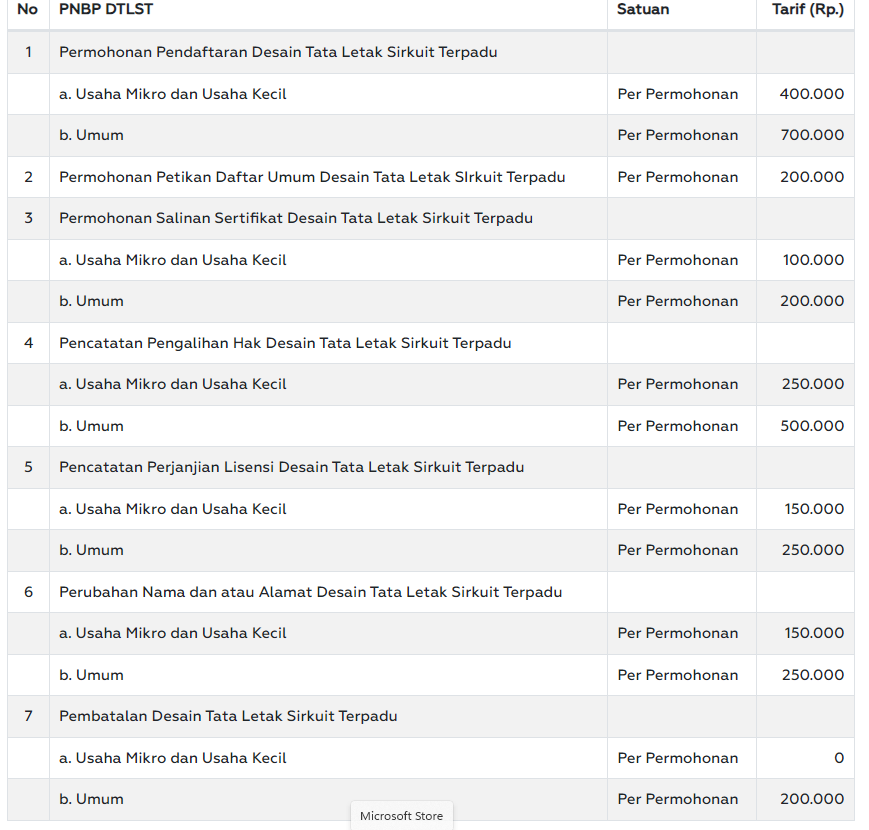 No PNBP DTLST Satuan Tarif (Rp.)
1 Permohonan Pendaftaran Desain Tata Letak Sirkuit Terpadu
a. Usaha Mikro dan Usaha Kecil Per Permohonan 400.000
b. Umum Per Permohonan 700.000
2 Permohonan Petikan Daftar Umum Desain Tata Letak SIrkuit Terpadu Per Permohonan 200.000
3 Permohonan Salinan Sertifikat Desain Tata Letak Sirkuit Terpadu
a. Usaha Mikro dan Usaha Kecil Per Permohonan 100.000
b. Umum Per Permohonan 200.000
4 Pencatatan Pengalihan Hak Desain Tata Letak Sirkuit Terpadu
a. Usaha Mikro dan Usaha Kecil Per Permohonan 250.000
b. Umum Per Permohonan 500.000
5 Pencatatan Perjanjian Lisensi Desain Tata Letak Sirkuit Terpadu
a. Usaha Mikro dan Usaha Kecil Per Permohonan 150.000
b. Umum Per Permohonan 250.000
6 Perubahan Nama dan atau Alamat Desain Tata Letak Sirkuit Terpadu
a. Usaha Mikro dan Usaha Kecil Per Permohonan 150.000
b. Umum Per Permohonan 250.000
7 Pembatalan Desain Tata Letak Sirkuit Terpadu
a. Usaha Mikro dan Usaha Kecil Per Permohonan 0
b. Umum Per Permohonan 200.000
Microsoft Store